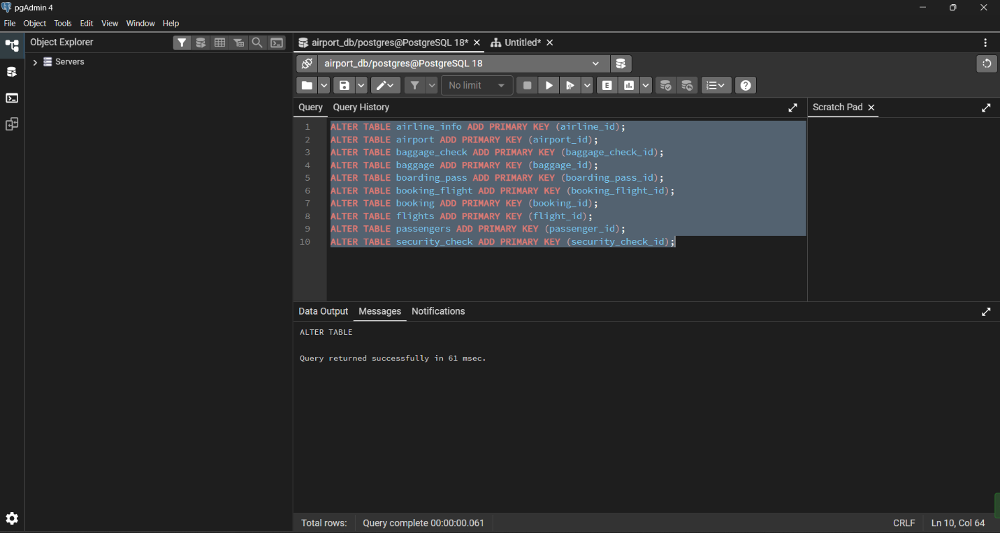 pgAdmin 4
File Object Tools Edit View Window Help
Object Explorer
airport_db/postgres@PostgreSQL 18*
Untitled*
Servers
airport_db/postgres@PostgreSQL 18
No limit
E
Query Query History
Scratch Pad
1 ALTER TABLE airline_info ADD PRIMARY KEY (airline_id);
2 ALTER TABLE airport ADD PRIMARY KEY (airport_id);
3 ALTER TABLE baggage_check ADD PRIMARY KEY (baggage_check_id);
4 ALTER TABLE baggage ADD PRIMARY KEY (baggage_id);
5 ALTER TABLE boarding_pass ADD PRIMARY KEY (boarding_pass_id);
6 ALTER TABLE booking_flight ADD PRIMARY KEY (booking_flight_id);
7 ALTER TABLE booking ADD PRIMARY KEY (booking_id);
8 ALTER TABLE flights ADD PRIMARY KEY (flight_id);
9 ALTER TABLE passengers ADD PRIMARY KEY (passenger_id);
10 ALTER TABLE security_check ADD PRIMARY KEY (security_check_id);
Data Output Messages Notifications
ALTER TABLE
Query returned successfully in 61 msec.
Total rows: Query complete 00:00:00.061 CRLF Ln 10, Col 64